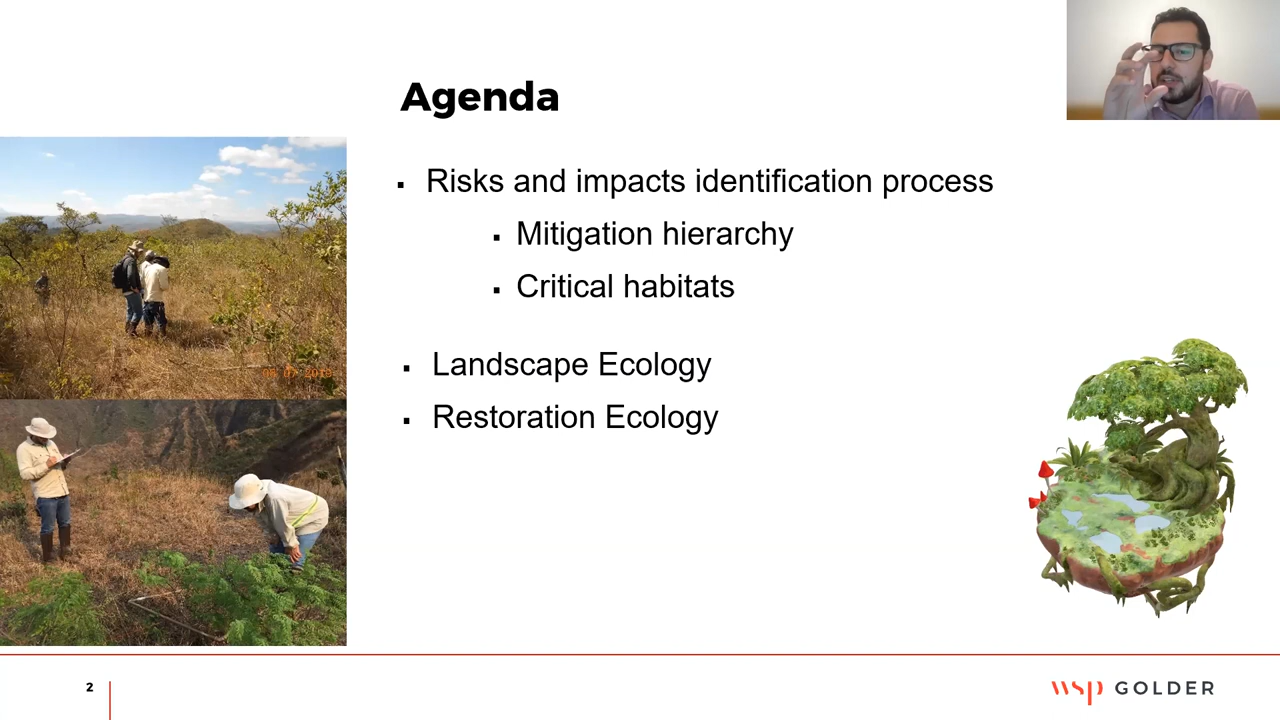 Agenda
▪ Risks and impacts identification process
▪ Mitigation hierarchy
▪ Critical habitats
▪ Landscape Ecology
▪ Restoration Ecology
2
wsp GOLDER